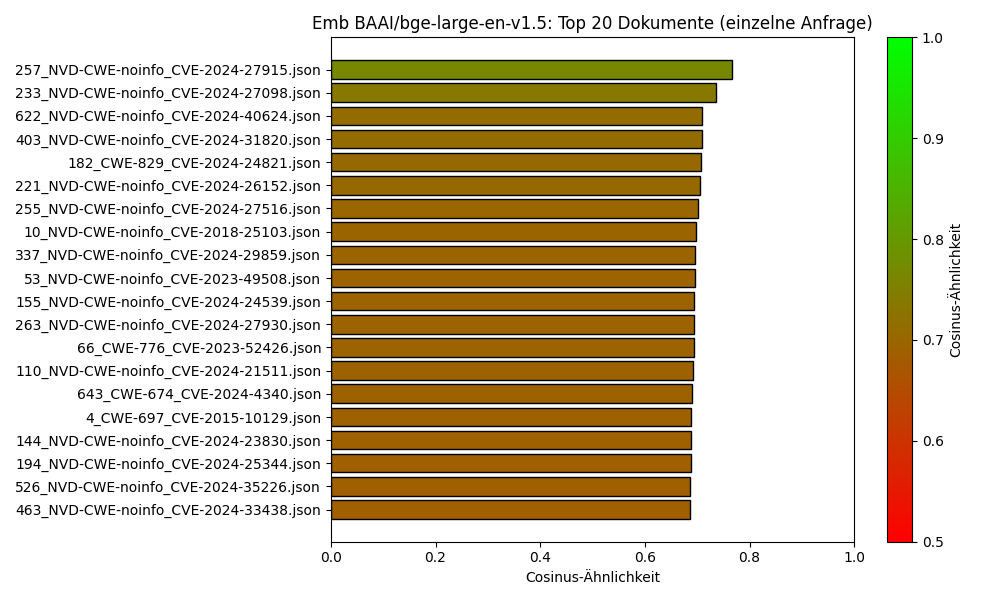 Emb BAAI/bge-large-en-v1.5: Top 20 Dokumente (einzelne Anfrage)
257_NVD-CWE-noinfo_CVE-2024-27915.json
233_NVD-CWE-noinfo_CVE-2024-27098.json
622_NVD-CWE-noinfo_CVE-2024-40624.json
403_NVD-CWE-noinfo_CVE-2024-31820.json
182_CWE-829_CVE-2024-24821.json
221_NVD-CWE-noinfo_CVE-2024-26152.json
255_NVD-CWE-noinfo_CVE-2024-27516.json
10_NVD-CWE-noinfo_CVE-2018-25103.json
337_NVD-CWE-noinfo_CVE-2024-29859.json
53_NVD-CWE-noinfo_CVE-2023-49508.json
155_NVD-CWE-noinfo_CVE-2024-24539.json
263_NVD-CWE-noinfo_CVE-2024-27930.json
66_CWE-776_CVE-2023-52426.json
110_NVD-CWE-noinfo_CVE-2024-21511.json
643_CWE-674_CVE-2024-4340.json
4_CWE-697_CVE-2015-10129.json
144_NVD-CWE-noinfo_CVE-2024-23830.json
194_NVD-CWE-noinfo_CVE-2024-25344.json
526_NVD-CWE-noinfo_CVE-2024-35226.json
463_NVD-CWE-noinfo_CVE-2024-33438.json
0.0 0.2 0.4 0.6 0.8 1.0
Cosinus-Ähnlichkeit
1.0
0.9
0.8
0.7
0.6
0.5
Cosinus-Ähnlichkeit